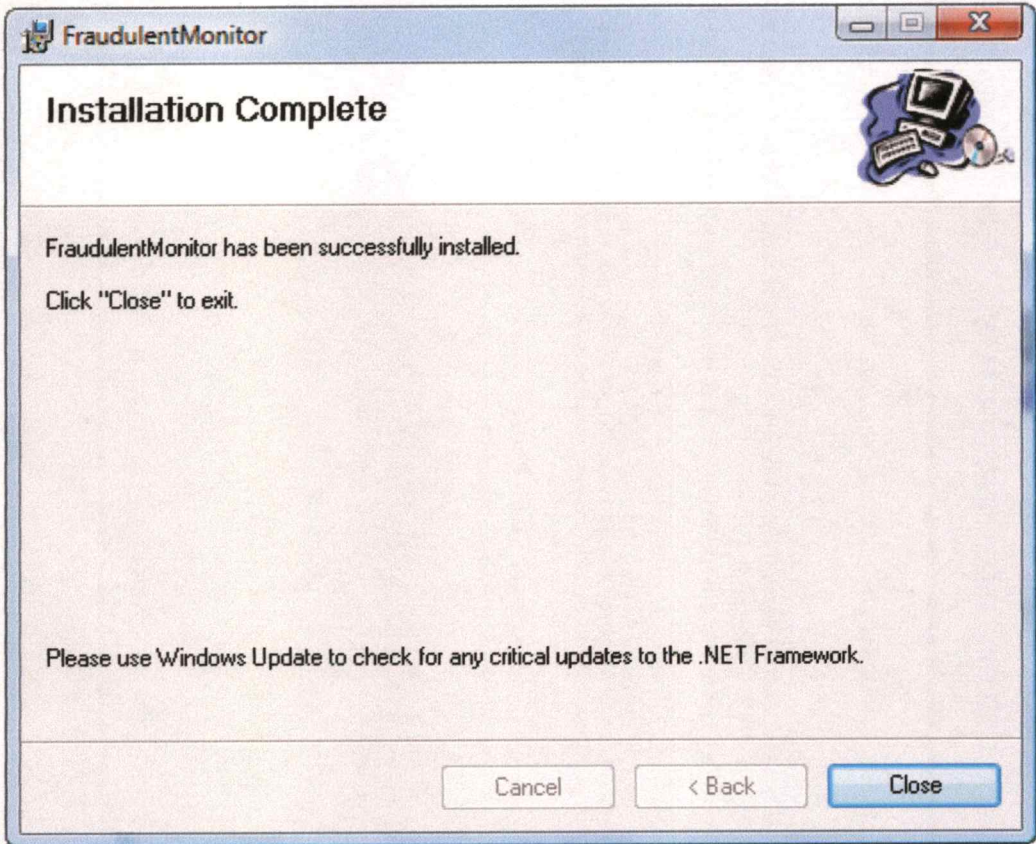 FraudulentMonitor
Installation Complete
FraudulentMonitor has been successfully installed.
Click "Close" to exit.
Please use Windows Update to check for any critical updates to the .NET Framework.
Cancel
< Back
Close